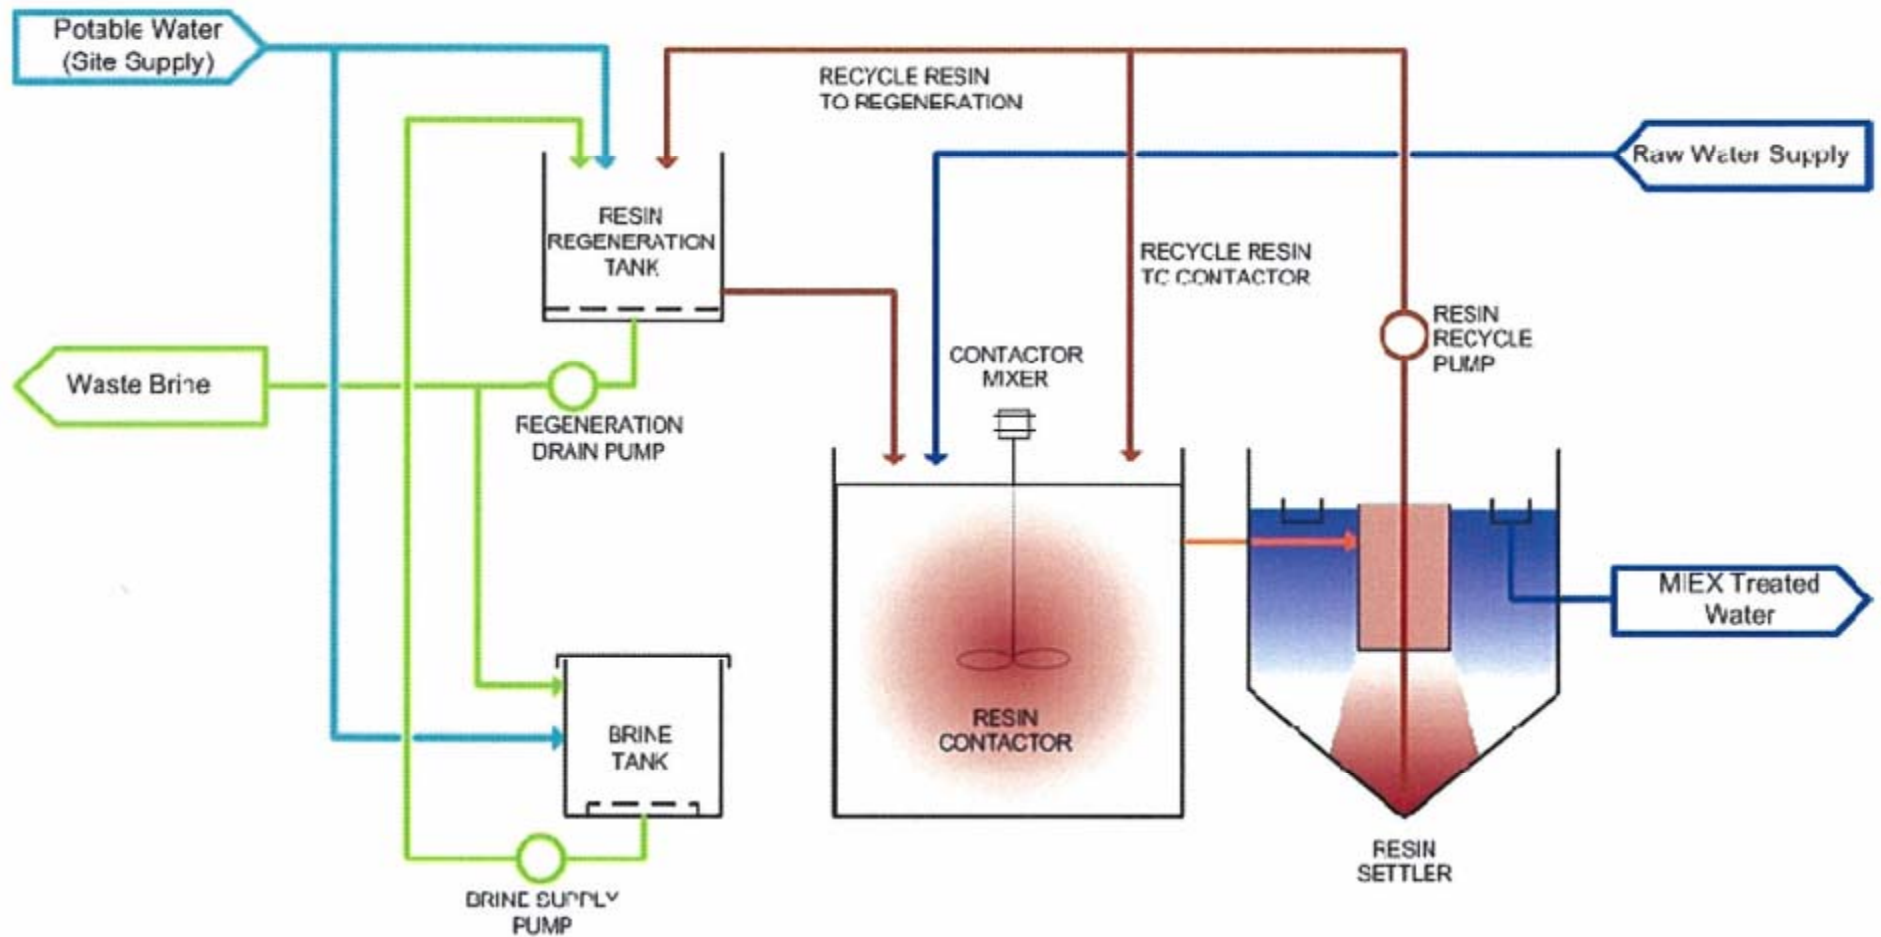 Potable Water
(Site Supply)
RECYCLE RESIN
TO REGENERATION
Raw Water Supply
RESIN
REGENERATION
TANK
RECYCLE RESIN
TO CONTACTOR
RESIN
RECYCLE
PUMP
CONTACTOR
MIXER
Waste Brine
REGENERATION
DRAIN PUMP
MIEX Treated
Water
RESIN
CONTACTOR
BRINE
TANK
RESIN
SETTLER
BRINE SUPPLY
PUMP